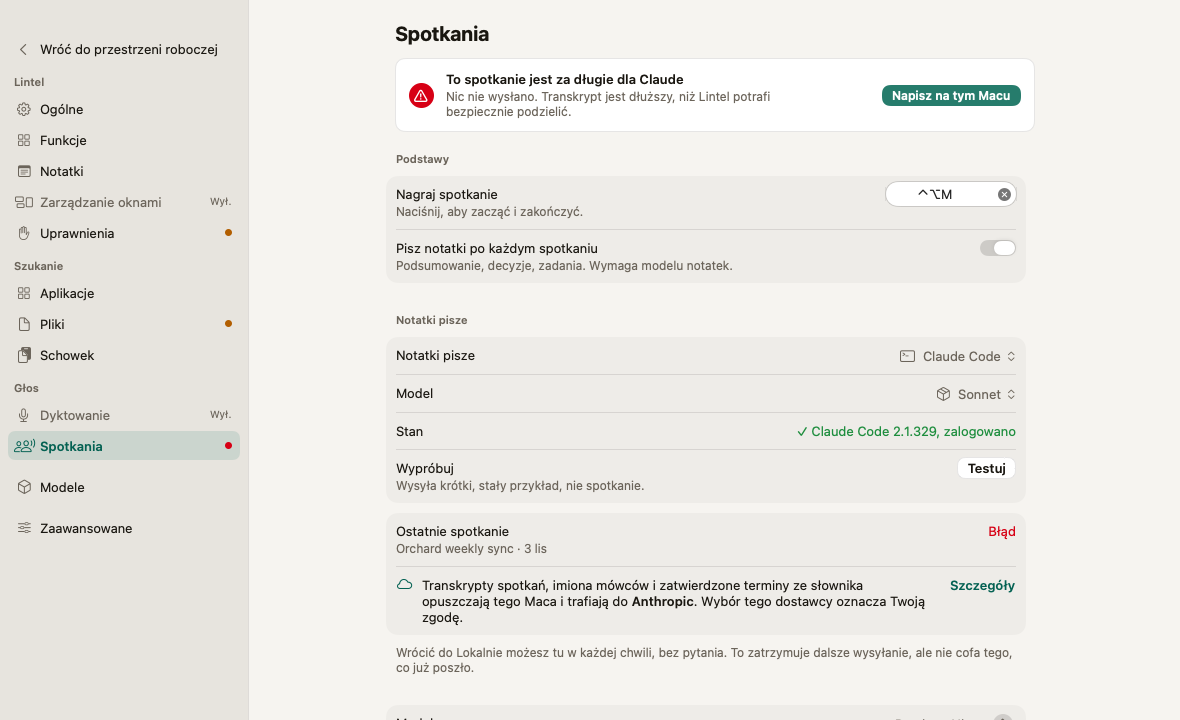 Wróć do przestrzeni roboczej
Lintel
Ogólne
Funkcje
Notatki
Zarządzanie oknami
Wył.
Uprawnienia
Szukanie
Aplikacje
Pliki
Schowek
Głos
Dyktowanie
Wył.
Spotkania
Modele
Zaawansowane
Spotkania
To spotkanie jest za długie dla Claude
Nic nie wysłano. Transkrypt jest dłuższy, niż Lintel potrafi
bezpiecznie podzielić.
Napisz na tym Macu
Podstawy
Nagraj spotkanie
Naciśnij, aby zacząć i zakończyć.
⌃⌥M
Pisz notatki po każdym spotkaniu
Podsumowanie, decyzje, zadania. Wymaga modelu notatek.
Notatki pisze
Notatki pisze
Claude Code
Model
Sonnet
Stan
✓ Claude Code 2.1.329, zalogowano
Wypróbuj
Wysyła krótki, stały przykład, nie spotkanie.
Testuj
Ostatnie spotkanie
Orchard weekly sync · 3 lis
Błąd
Transkrypty spotkań, imiona mówców i zatwierdzone terminy ze słownika
opuszczają tego Maca i trafiają do Anthropic. Wybór tego dostawcy oznacza Twoją
zgodę.
Szczegóły
Wrócić do Lokalnie możesz tu w każdej chwili, bez pytania. To zatrzymuje dalsze wysyłanie, ale nie cofa tego,
co już poszło.